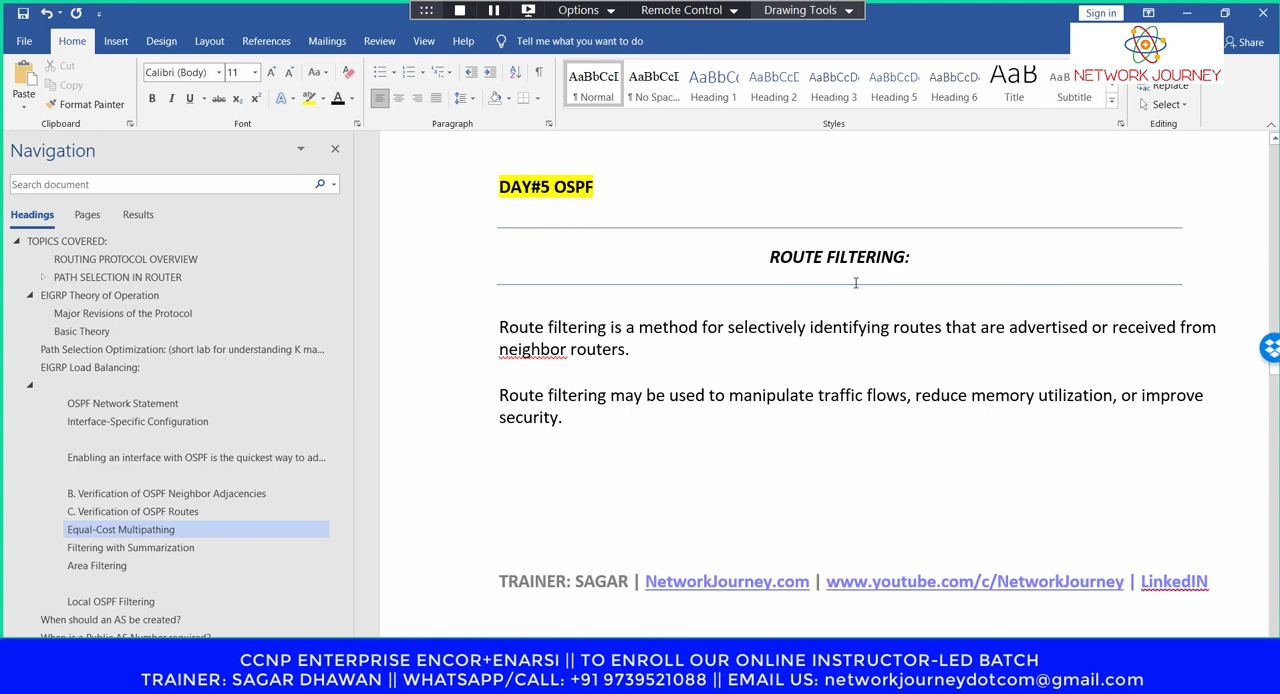 Options
Remote Control
Drawing Tools
Sign in
File
Home
Insert
Design
Layout
References
Mailings
Review
View
Help
Tell me what you want to do
Share
NETWORK JOURNEY
Paste
Cut
Copy
Format Painter
Clipboard
Calibri (Body)
11
Font
Paragraph
AaBbCcI
AaBbCcI
AaBbC
AaBbCcD
AaBbCcD
AaBbCcD
AaBbCcD
AaB
¶ Normal
¶ No Spac...
Heading 1
Heading 2
Heading 3
Heading 5
Heading 6
Title
Subtitle
Styles
Replace
Select
Editing
Navigation
Search document
Headings
Pages
Results
TOPICS COVERED:
ROUTING PROTOCOL OVERVIEW
PATH SELECTION IN ROUTER
EIGRP Theory of Operation
Major Revisions of the Protocol
Basic Theory
Path Selection Optimization: (short lab for understanding K ma...
EIGRP Load Balancing:
OSPF Network Statement
Interface-Specific Configuration
Enabling an interface with OSPF is the quickest way to ad...
B. Verification of OSPF Neighbor Adjacencies
C. Verification of OSPF Routes
Equal-Cost Multipathing
Filtering with Summarization
Area Filtering
Local OSPF Filtering
When should an AS be created?
When is a Public AS Number required?
DAY#5 OSPF
ROUTE FILTERING:
Route filtering is a method for selectively identifying routes that are advertised or received from
neighbor routers.
Route filtering may be used to manipulate traffic flows, reduce memory utilization, or improve
security.
TRAINER: SAGAR | NetworkJourney.com | www.youtube.com/c/NetworkJourney | LinkedIN
CCNP ENTERPRISE ENCOR+ENARSI || TO ENROLL OUR ONLINE INSTRUCTOR-LED BATCH
TRAINER: SAGAR DHAWAN || WHATSAPP/CALL: +91 9739521088 || EMAIL US: networkjourneydotcom@gmail.com